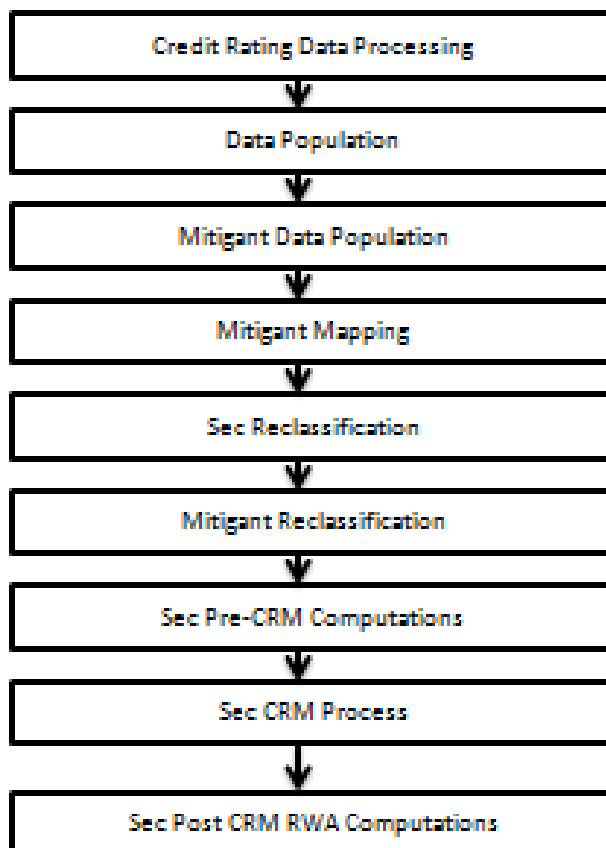 Credit Rating Data Processing
Data Population
Mitigant Data Population
Mitigant Mapping
Sec Reclassification
Mitigant Reclassification
Sec Pre-CRM Computations
Sec CRM Process
Sec Post CRM RWA Computations